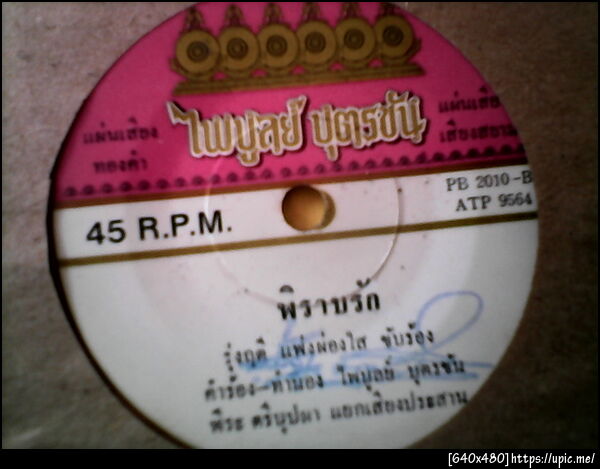 ไพบูลย์ บุตรขัน
แผ่นเสียง
ทองคำ
แผ่นเสียง
เสียงสยาม
PB 2010-B
ATP 9564
45 R.P.M.
พิราบรัก
รุ่งฤดี แพ่งผ่องใส ขับร้อง
คำร้อง-ทำนอง ไพบูลย์ บุตรขัน
พีระ ตรีบุปผา แยกเสียงประสาน
[640x480]https://upic.me/